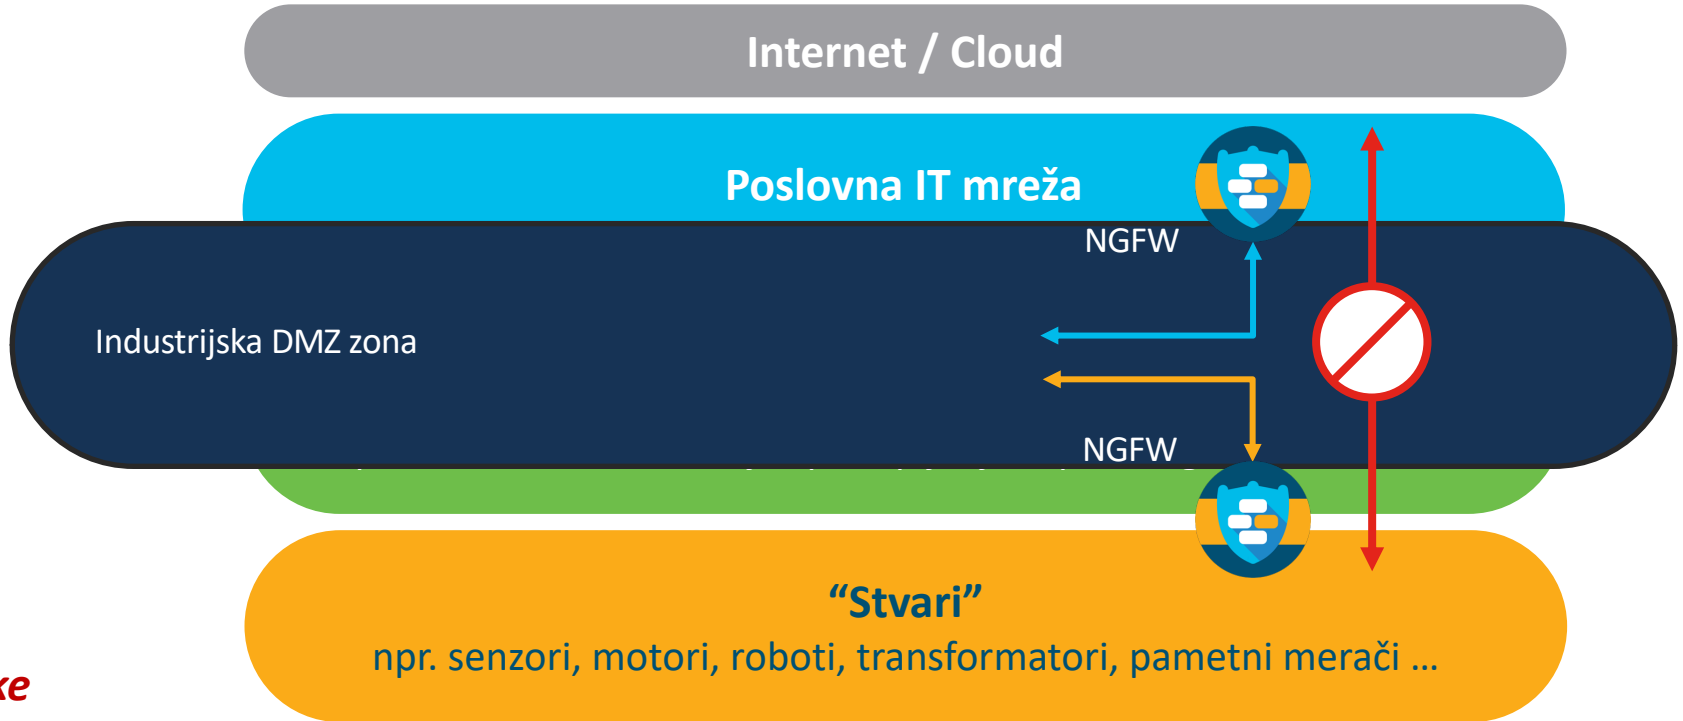 Internet / Cloud
Poslovna IT mreža
NGFW
Industrijska DMZ zona
NGFW
“Stvari”
npr. senzori, motori, roboti, transformatori, pametni merači ...